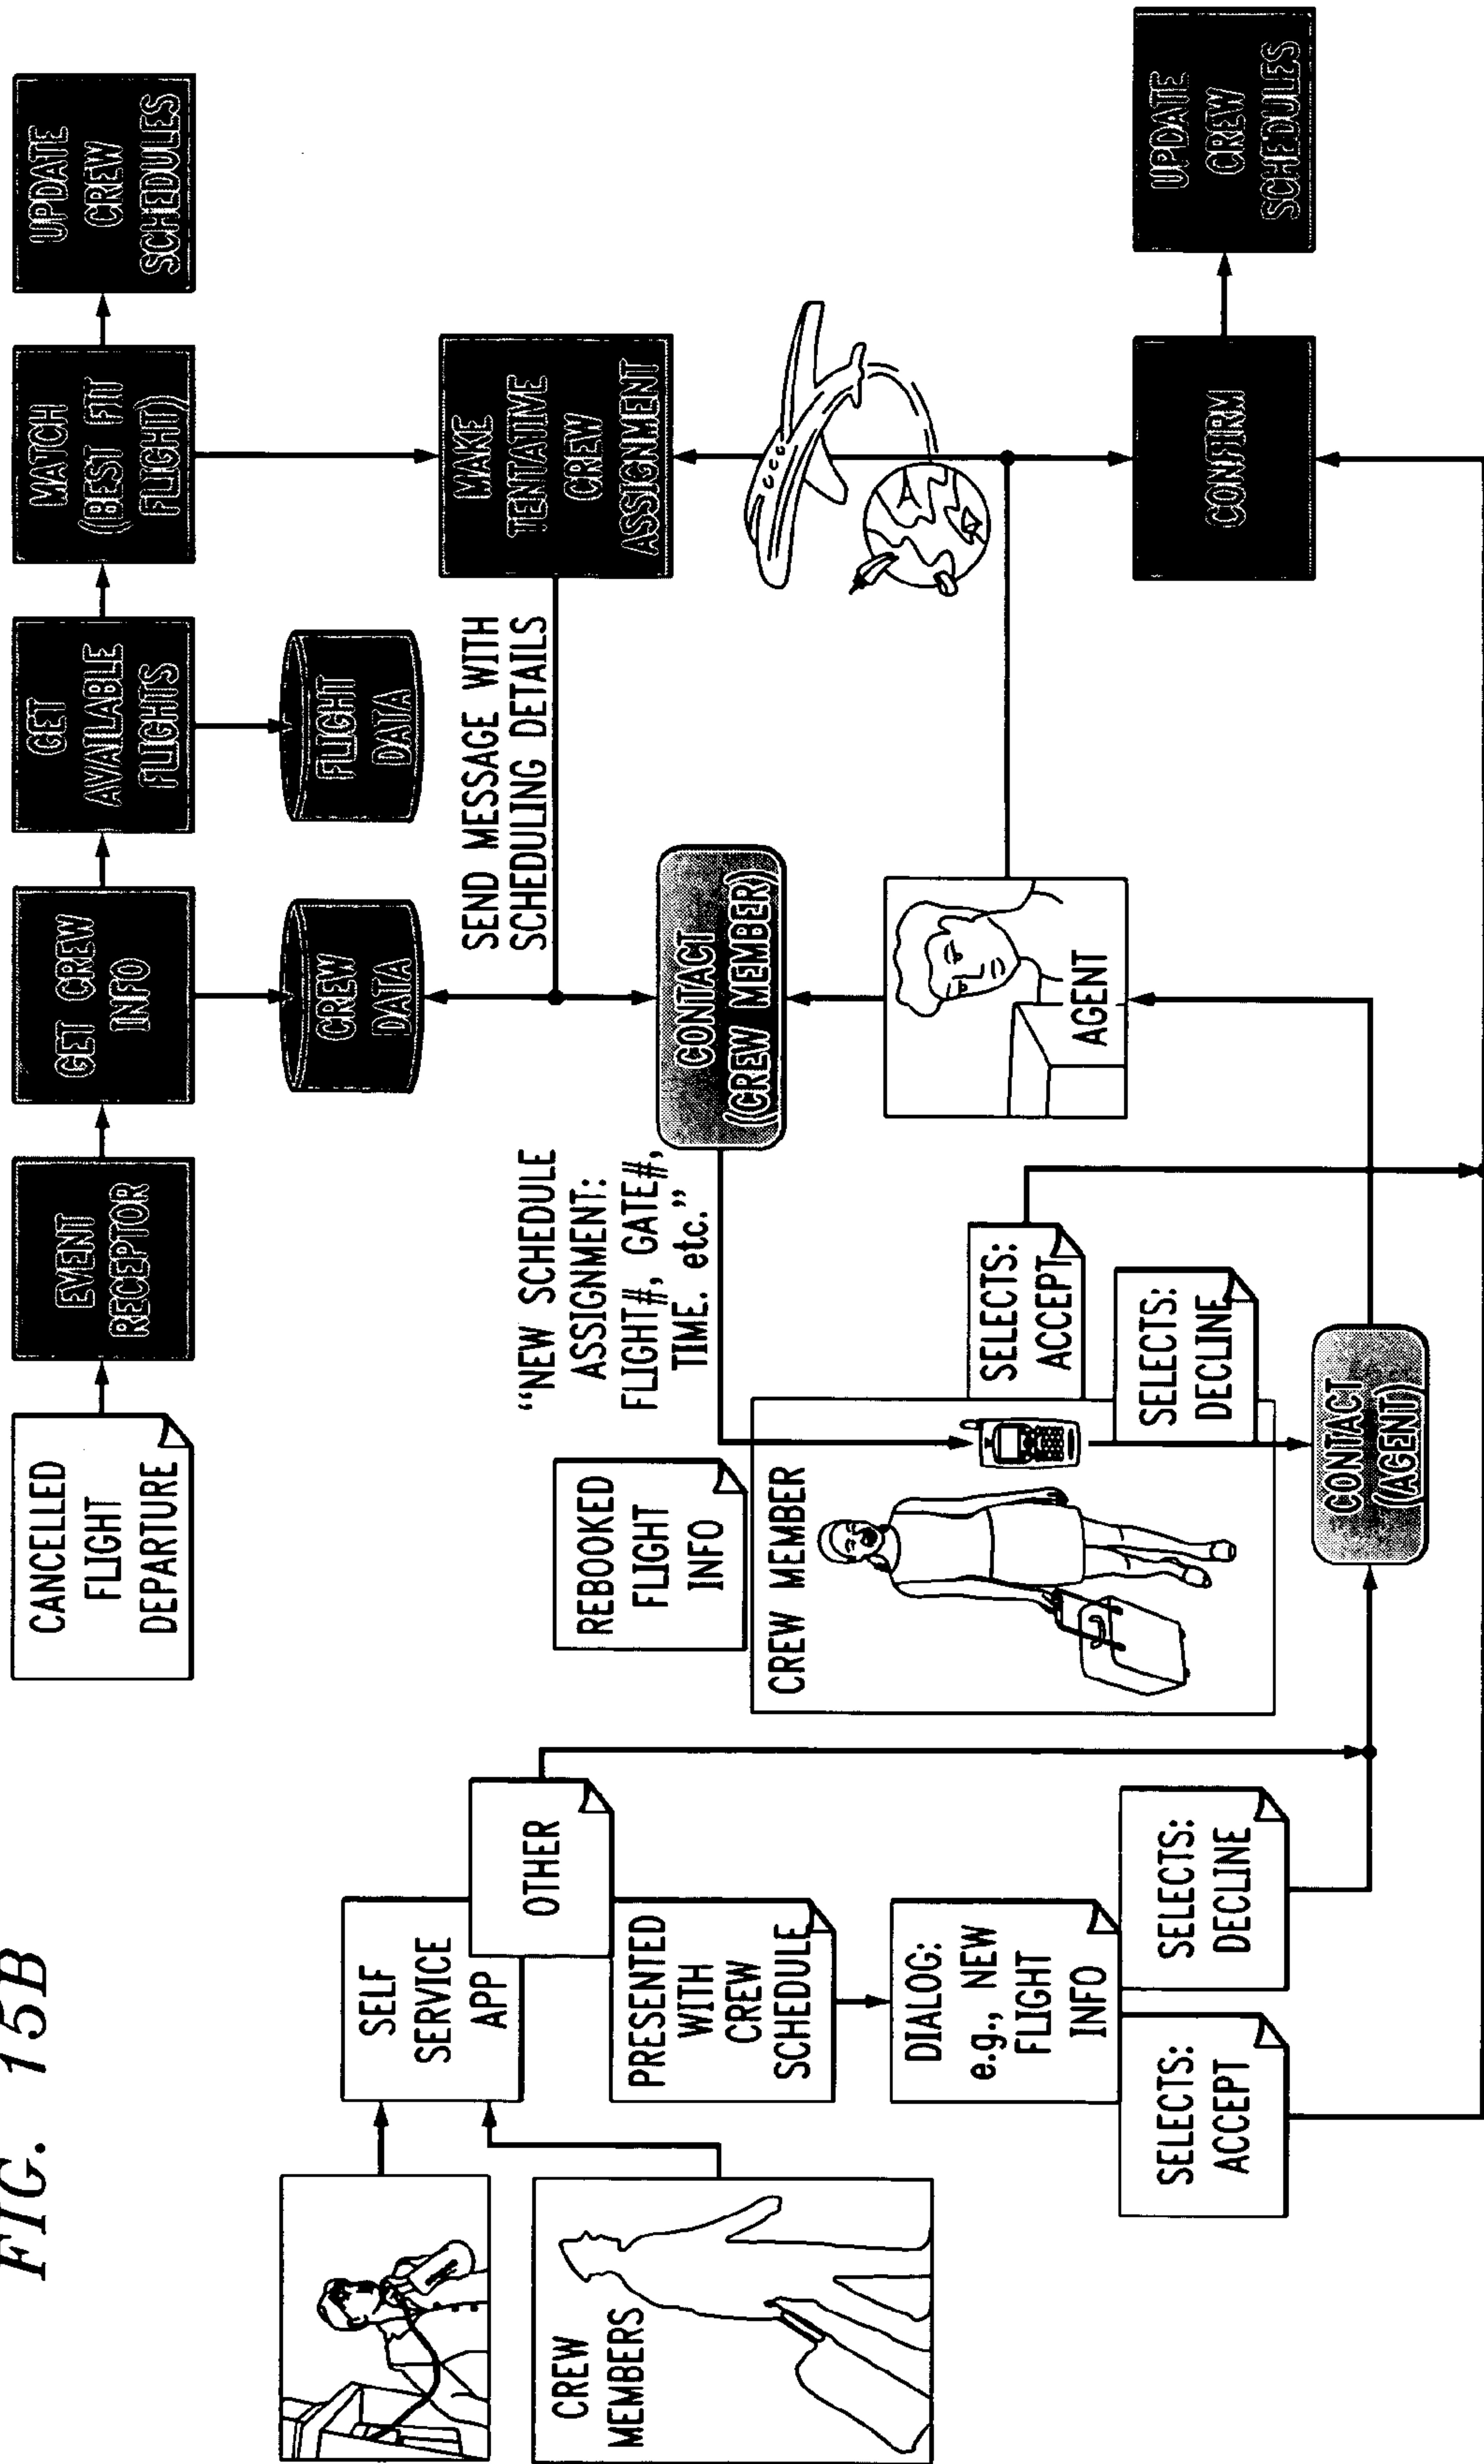 FIG. 15B
CANCELLED
FLIGHT
DEPARTURE
EVENT
RECEPTOR
GET CREW
INFO
GET
AVAILABLE
FLIGHTS
MATCH
(BEST FIT
FLIGHT)
UPDATE
CREW
SCHEDULES
CREW
DATA
FLIGHT
DATA
SELF
SERVICE
APP
OTHER
SEND MESSAGE WITH
SCHEDULING DETAILS
MAKE
TENTATIVE
CREW
ASSIGNMENT
"NEW SCHEDULE
ASSIGNMENT:
FLIGHT#, GATE#,
TIME. etc."
REBOOKED
FLIGHT
INFO
CREW
MEMBERS
PRESENTED
WITH
CREW
SCHEDULE
CONTACT
(CREW MEMBER)
CREW MEMBER
DIALOG:
e.g., NEW
FLIGHT
INFO
SELECTS:
ACCEPT
AGENT
SELECTS:
ACCEPT
SELECTS:
DECLINE
SELECTS:
DECLINE
CONFIRM
UPDATE
CREW
SCHEDULES
CONTACT
(AGENT)